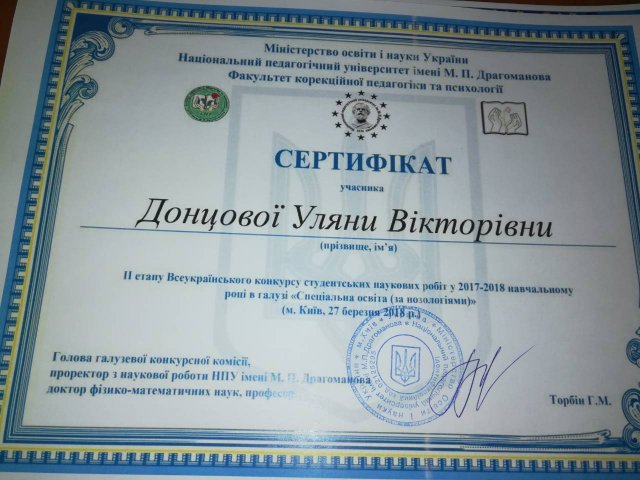 Міністерство освіти і науки України
Національний педагогічний університет імені М. П. Драгоманова
Факультет корекційної педагогіки та психології
СЕРТИФІКАТ
учасника
Донцової Уляни Вікторівни
(прізвище, ім'я)
ІІ етапу Всеукраїнського конкурсу студентських наукових робіт у 2017-2018 навчальному
році в галузі «Спеціальна освіта (за нозологіями)»
(м. Київ, 27 березня 2018 р.)
Голова галузевої конкурсної комісії,
проректор з наукової роботи НПУ імені М. П. Драгоманова
доктор фізико-математичних наук, професор
Торбін Г.М.